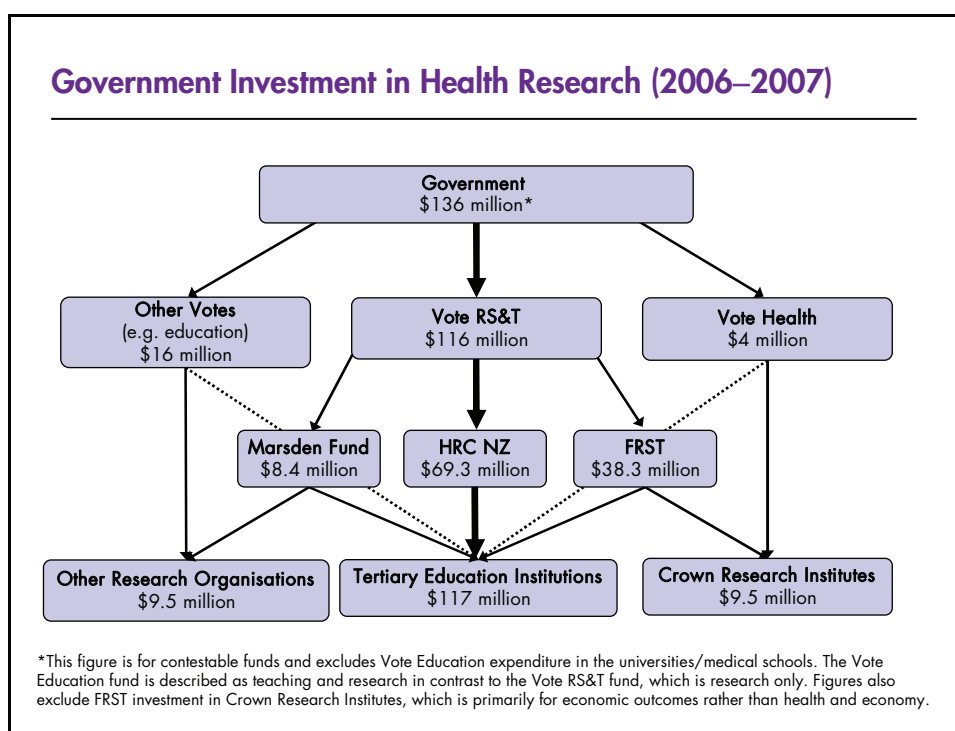 Government Investment in Health Research (2006–2007)
Government
$136 million*
Other Votes
(e.g. education)
$16 million
Vote RS&T
$116 million
Vote Health
$4 million
Marsden Fund
$8.4 million
HRC NZ
$69.3 million
FRST
$38.3 million
Other Research Organisations
$9.5 million
Tertiary Education Institutions
$117 million
Crown Research Institutes
$9.5 million
*This figure is for contestable funds and excludes Vote Education expenditure in the universities/medical schools. The Vote
Education fund is described as teaching and research in contrast to the Vote RS&T fund, which is research only. Figures also
exclude FRST investment in Crown Research Institutes, which is primarily for economic outcomes rather than health and economy.